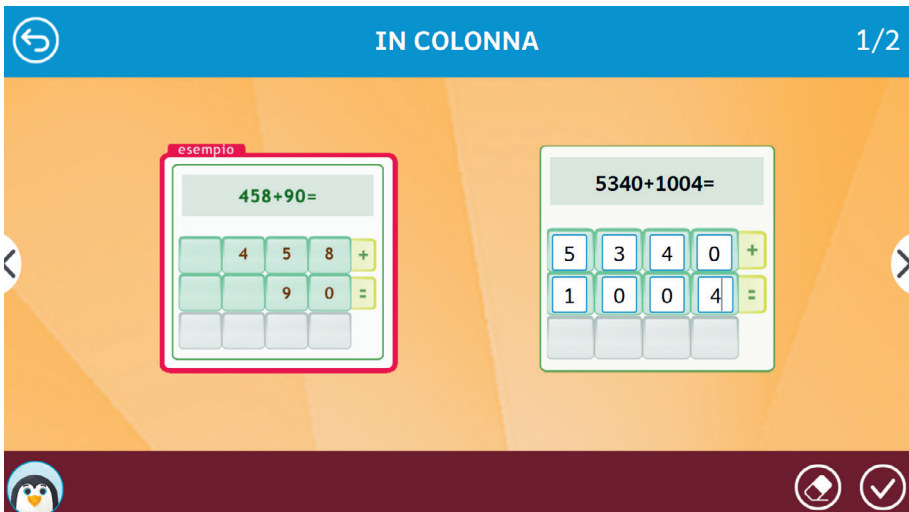 IN COLONNA
1/2
esempio
458+90=
4 5 8 +
9 0 =
5340+1004=
5 3 4 0 +
1 0 0 4 =